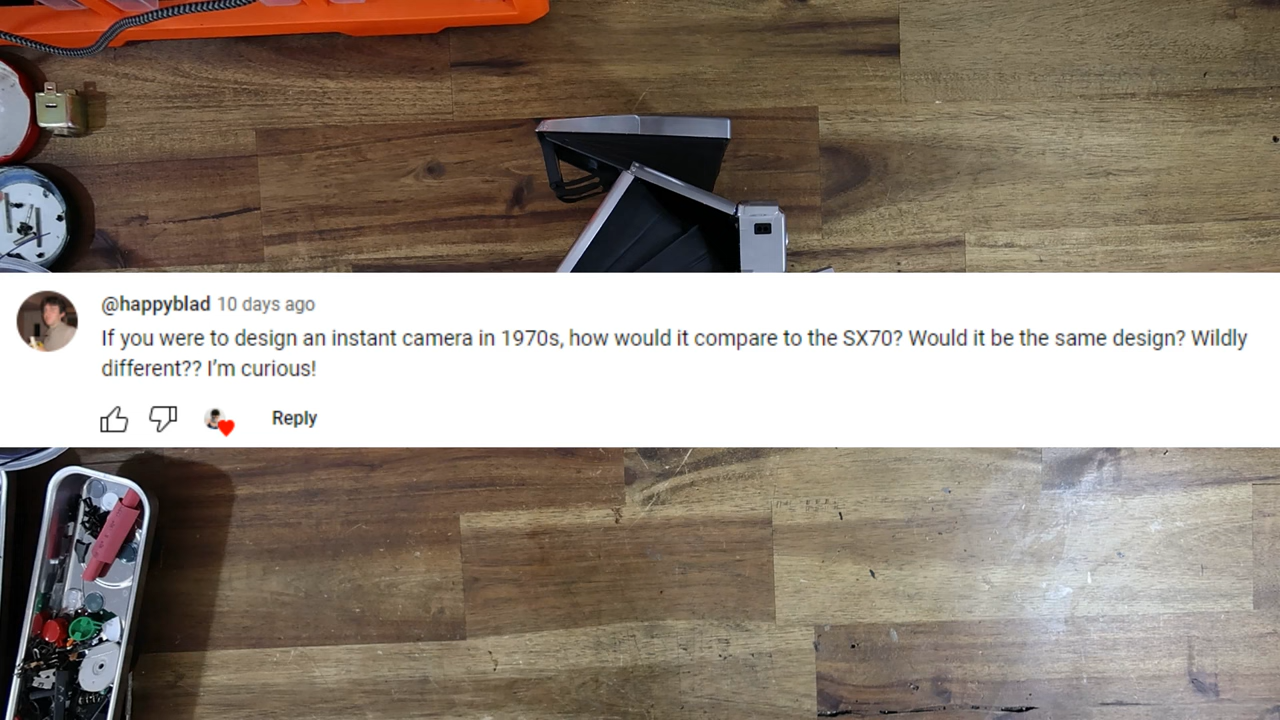 @happyblad 10 days ago
If you were to design an instant camera in 1970s, how would it compare to the SX70? Would it be the same design? Wildly
different?? I'm curious!
Reply